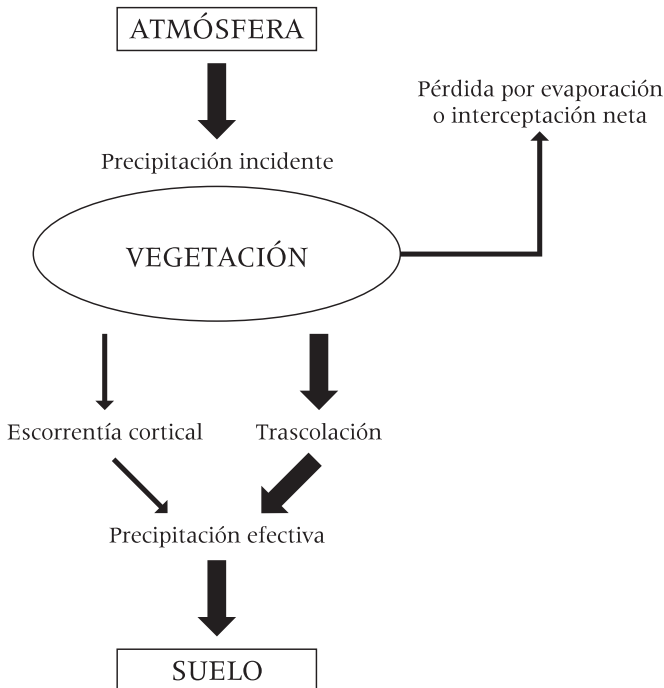 ATMÓSFERA
Pérdida por evaporación
o interceptación neta
Precipitación incidente
VEGETACIÓN
Escorrentía cortical
Trascolación
Precipitación efectiva
SUELO